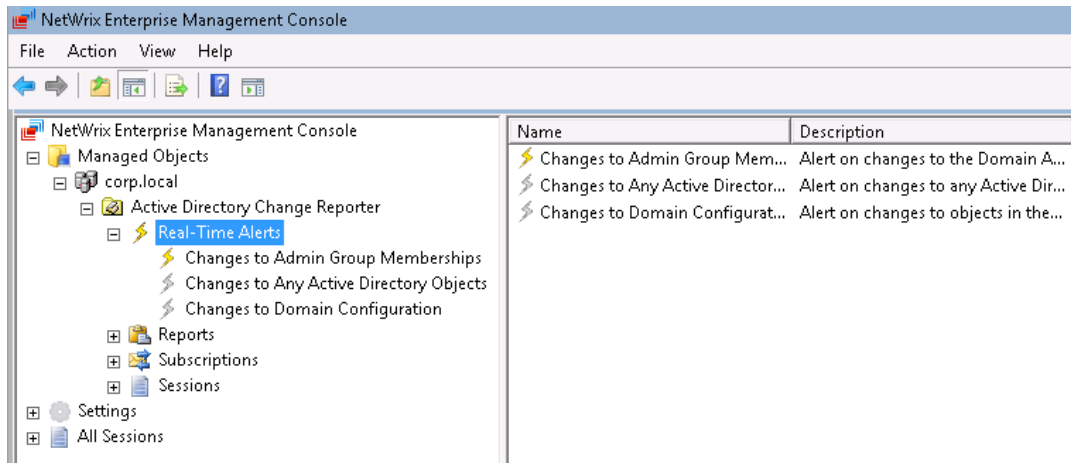 NetWrix Enterprise Management Console
File Action View Help
NetWrix Enterprise Management Console
Managed Objects
corp.local
Active Directory Change Reporter
Real-Time Alerts
Changes to Admin Group Memberships
Changes to Any Active Directory Objects
Changes to Domain Configuration
Reports
Subscriptions
Sessions
Settings
All Sessions
Name Description
Changes to Admin Group Mem... Alert on changes to the Domain A...
Changes to Any Active Director... Alert on changes to any Active Dir...
Changes to Domain Configurat... Alert on changes to objects in the...